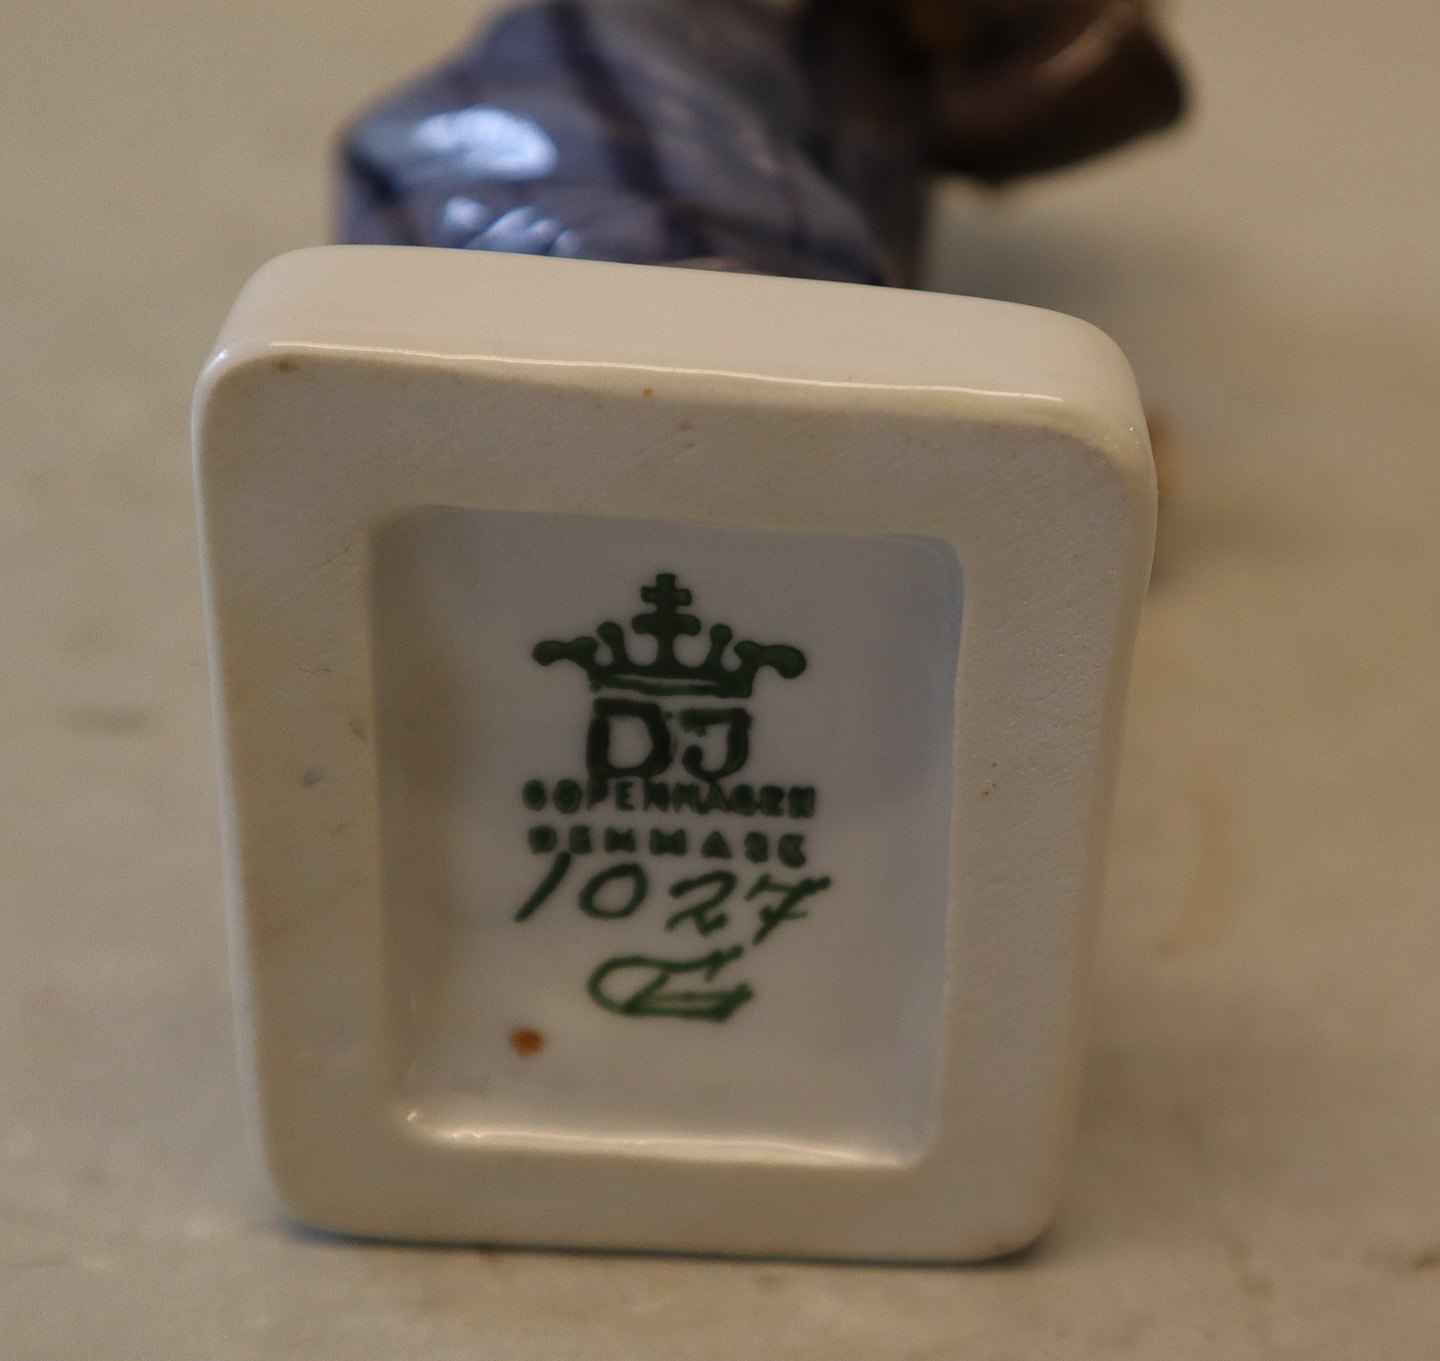 DJ
COPENHAGEN
DENMARK
1027